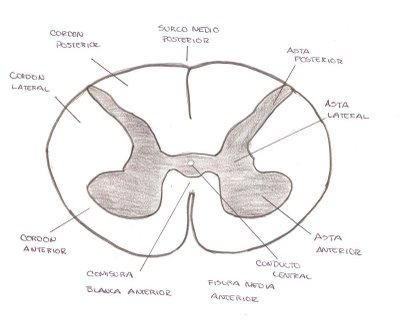 CORDON
POSTERIOR
SURCO MEDIO
POSTERIOR
ASTA
POSTERIOR
CORDON
LATERAL
ASTA
LATERAL
CORDON
ANTERIOR
COMISURA
BLANCA ANTERIOR
FISURA MEDIA
ANTERIOR
CONDUCTO
CENTRAL
ASTA
ANTERIOR